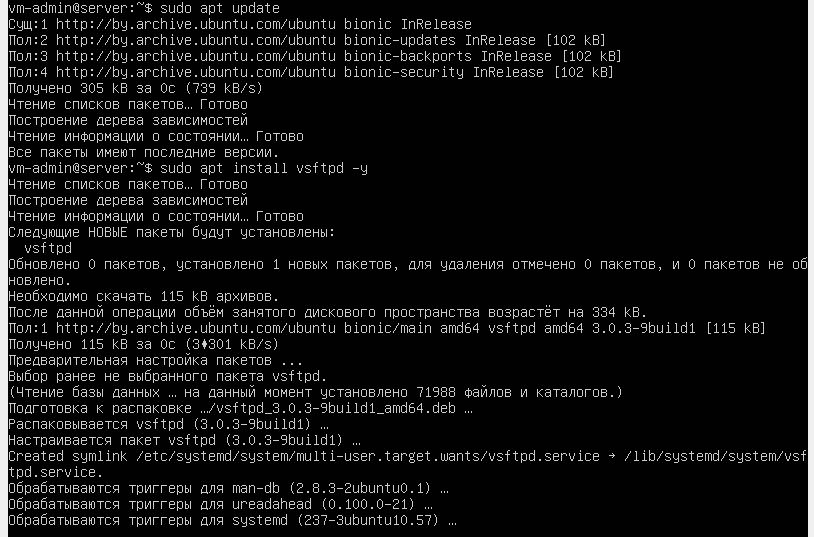 vm-admin@server:~$ sudo apt update
Сущ:1 http://by.archive.ubuntu.com/ubuntu bionic InRelease
Пол:2 http://by.archive.ubuntu.com/ubuntu bionic-updates InRelease [102 kB]
Пол:3 http://by.archive.ubuntu.com/ubuntu bionic-backports InRelease [102 kB]
Пол:4 http://by.archive.ubuntu.com/ubuntu bionic-security InRelease [102 kB]
Получено 305 kB за 0с (739 kB/s)
Чтение списков пакетов… Готово
Построение дерева зависимостей
Чтение информации о состоянии… Готово
Все пакеты имеют последние версии.
vm-admin@server:~$ sudo apt install vsftpd -y
Чтение списков пакетов… Готово
Построение дерева зависимостей
Чтение информации о состоянии… Готово
Следующие НОВЫЕ пакеты будут установлены:
  vsftpd
Обновлено 0 пакетов, установлено 1 новых пакетов, для удаления отмечено 0 пакетов, и 0 пакетов не об
новлено.
Необходимо скачать 115 kB архивов.
После данной операции объём занятого дискового пространства возрастёт на 334 kB.
Пол:1 http://by.archive.ubuntu.com/ubuntu bionic/main amd64 vsftpd amd64 3.0.3-9build1 [115 kB]
Получено 115 kB за 0с (3♦301 kB/s)
Предварительная настройка пакетов ...
Выбор ранее не выбранного пакета vsftpd.
(Чтение базы данных … на данный момент установлено 71988 файлов и каталогов.)
Подготовка к распаковке …/vsftpd_3.0.3-9build1_amd64.deb …
Распаковывается vsftpd (3.0.3-9build1) …
Настраивается пакет vsftpd (3.0.3-9build1) …
Created symlink /etc/systemd/system/multi-user.target.wants/vsftpd.service → /lib/systemd/system/vsf
tpd.service.
Обрабатываются триггеры для man-db (2.8.3-2ubuntu0.1) …
Обрабатываются триггеры для ureadahead (0.100.0-21) …
Обрабатываются триггеры для systemd (237-3ubuntu10.57) …